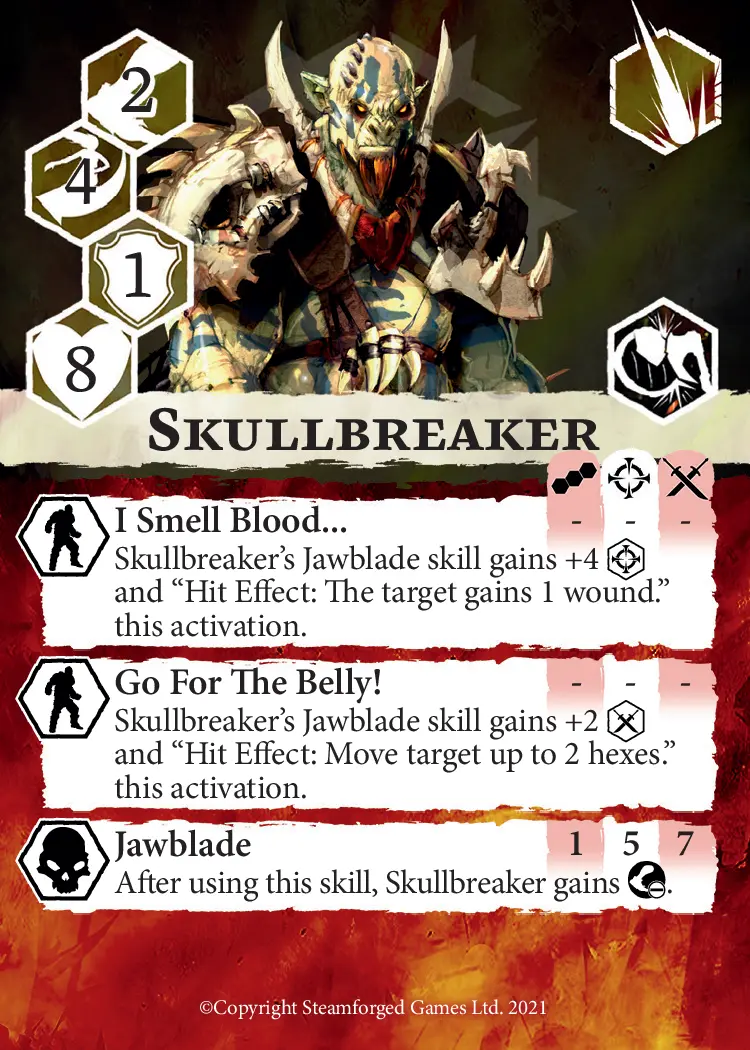 2
4
1
8
SKULLBREAKER
I Smell Blood...
- - -
Skullbreaker's Jawblade skill gains +4
and “Hit Effect: The target gains 1 wound.”
this activation.
Go For The Belly!
- - -
Skullbreaker's Jawblade skill gains +2
and “Hit Effect: Move target up to 2 hexes.”
this activation.
Jawblade 1 5 7
After using this skill, Skullbreaker gains .
©Copyright Steamforged Games Ltd. 2021